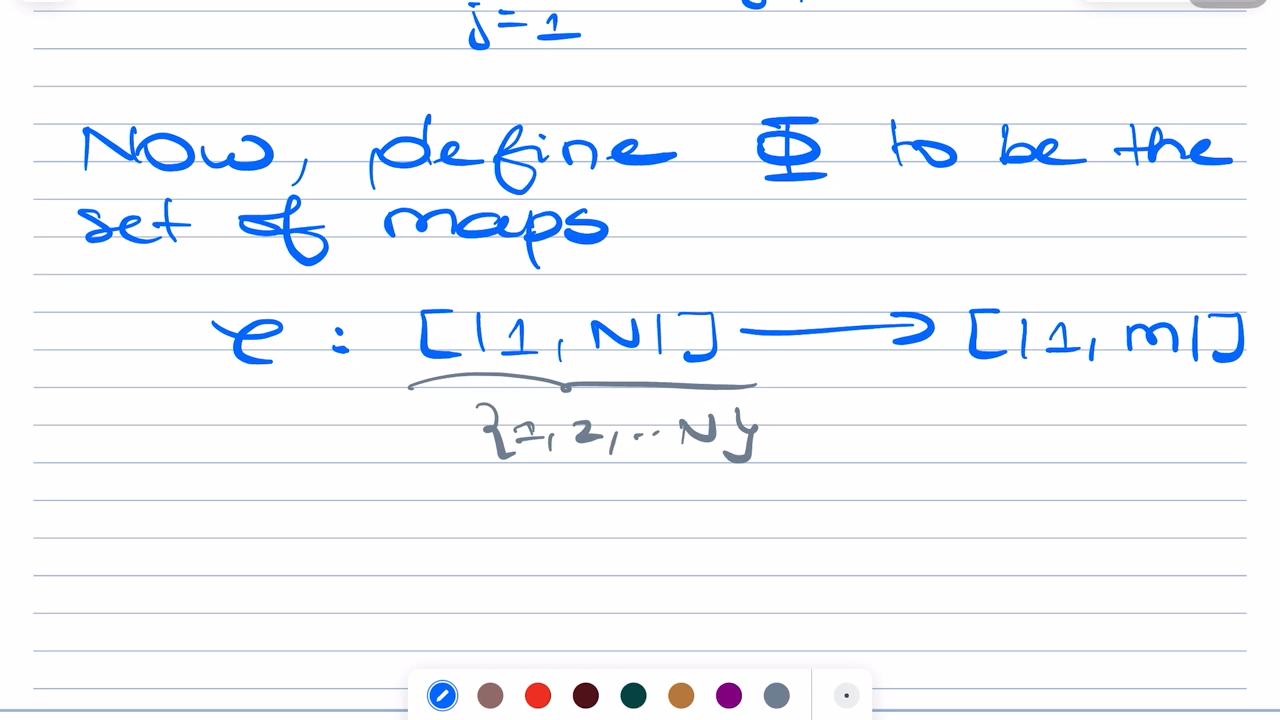 j = 1
Now, define Φ to be the
set of maps
φ : [|1, N|] → [|1, m|]
{1, 2, .. N}